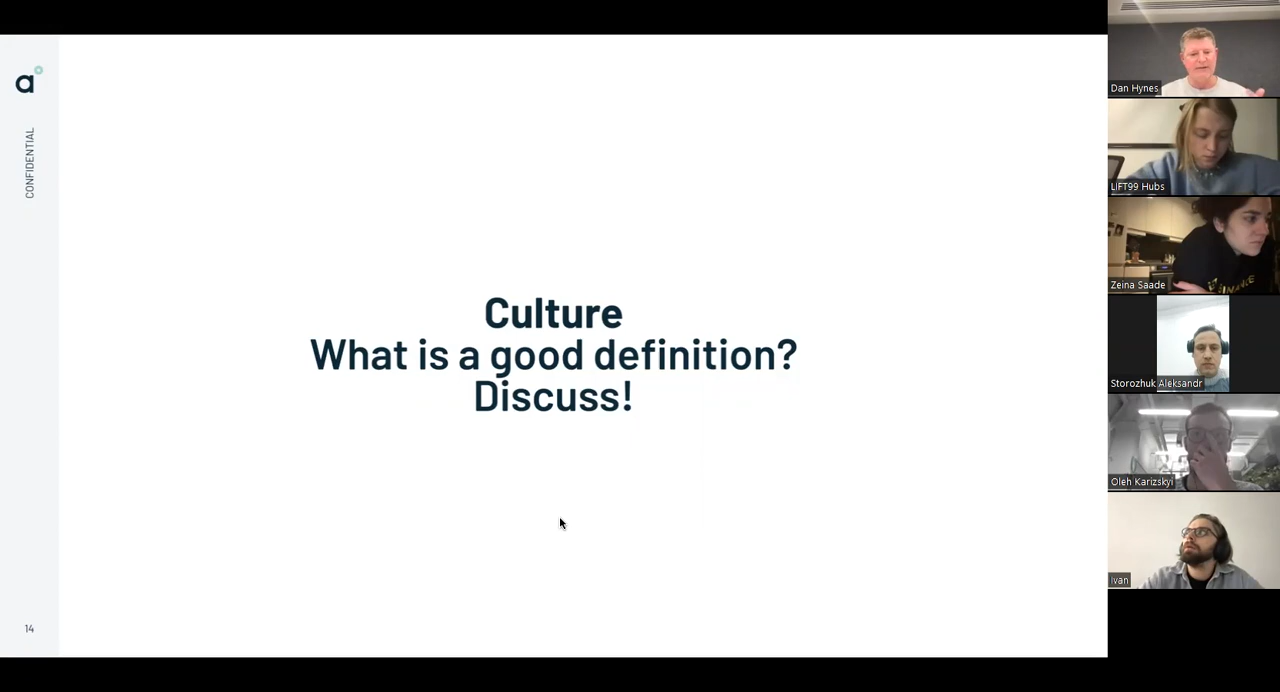 a
CONFIDENTIAL
Culture
What is a good definition?
Discuss!
14
Dan Hynes
LIFT99 Hubs
Zeina Saade
Storozhuk Aleksandr
Oleh Karizskyi
Ivan